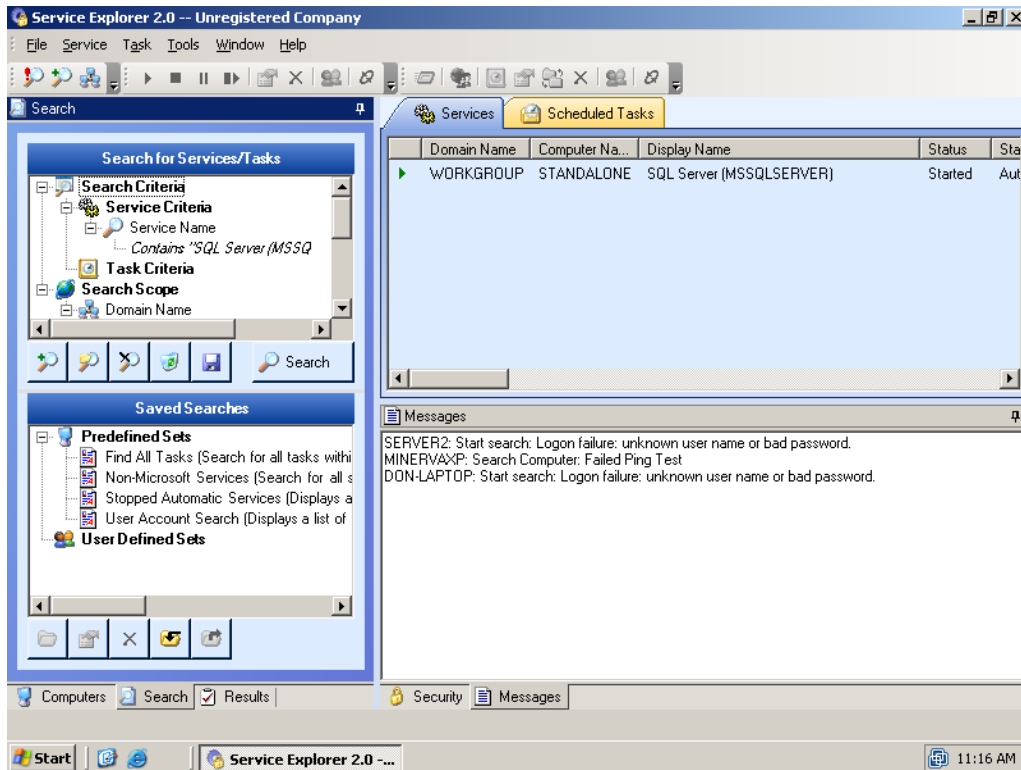 Service Explorer 2.0 -- Unregistered Company
File Service Task Tools Window Help
Search
Services
Scheduled Tasks
Search for Services/Tasks
Search Criteria
Service Criteria
Service Name
Contains "SQL Server (MSSQ
Task Criteria
Search Scope
Domain Name
Search
Saved Searches
Predefined Sets
Find All Tasks (Search for all tasks withi
Non-Microsoft Services (Search for all s
Stopped Automatic Services (Displays a
User Account Search (Displays a list of
User Defined Sets
Computers Search Results
Domain Name Computer Na... Display Name Status Sta
WORKGROUP STANDALONE SQL Server (MSSQLSERVER) Started Aut
Messages
SERVER2: Start search: Logon failure: unknown user name or bad password.
MINERVAXP: Search Computer: Failed Ping Test
DON-LAPTOP: Start search: Logon failure: unknown user name or bad password.
Security Messages
Start Service Explorer 2.0 -... 11:16 AM